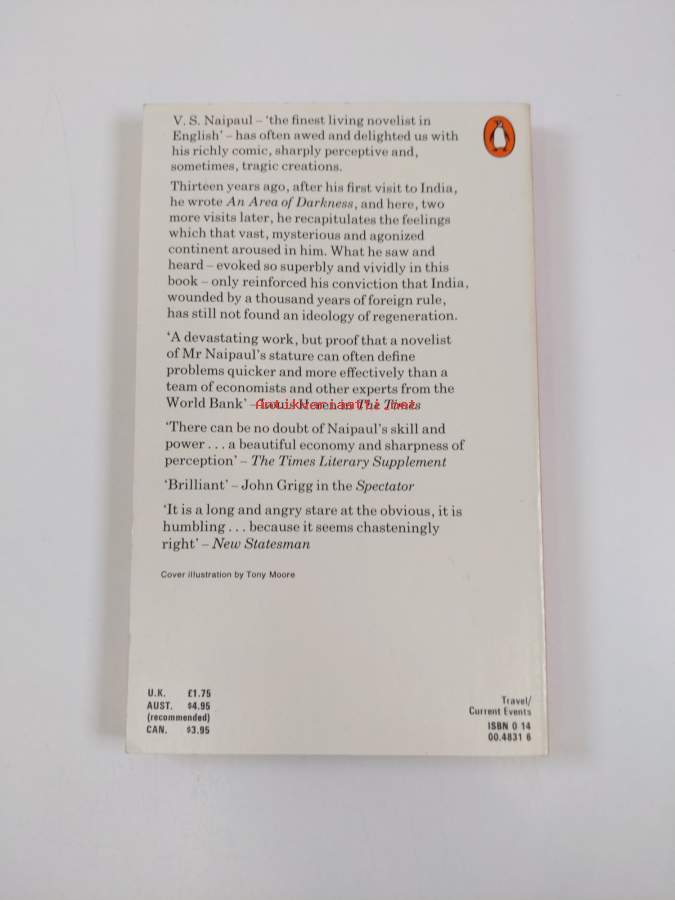 V. S. Naipaul – ‘the finest living novelist in
English’ – has often awed and delighted us with
his richly comic, sharply perceptive and,
sometimes, tragic creations.
Thirteen years ago, after his first visit to India,
he wrote An Area of Darkness, and here, two
more visits later, he recapitulates the feelings
which that vast, mysterious and agonized
continent aroused in him. What he saw and
heard – evoked so superbly and vividly in this
book – only reinforced his conviction that India,
wounded by a thousand years of foreign rule,
has still not found an ideology of regeneration.
‘A devastating work, but proof that a novelist
of Mr Naipaul’s stature can often define
problems quicker and more effectively than a
team of economists and other experts from the
World Bank’ – Louis Heren in The Times
Antikvariaatti.net
‘There can be no doubt of Naipaul’s skill and
power . . . a beautiful economy and sharpness of
perception’ – The Times Literary Supplement
‘Brilliant’ – John Grigg in the Spectator
‘It is a long and angry stare at the obvious, it is
humbling . . . because it seems chasteningly
right’ – New Statesman
Cover illustration by Tony Moore
U.K. £1.75
AUST. $4.95
(recommended)
CAN. $3.95
Travel/
Current Events
ISBN 0 14
00.4831 6